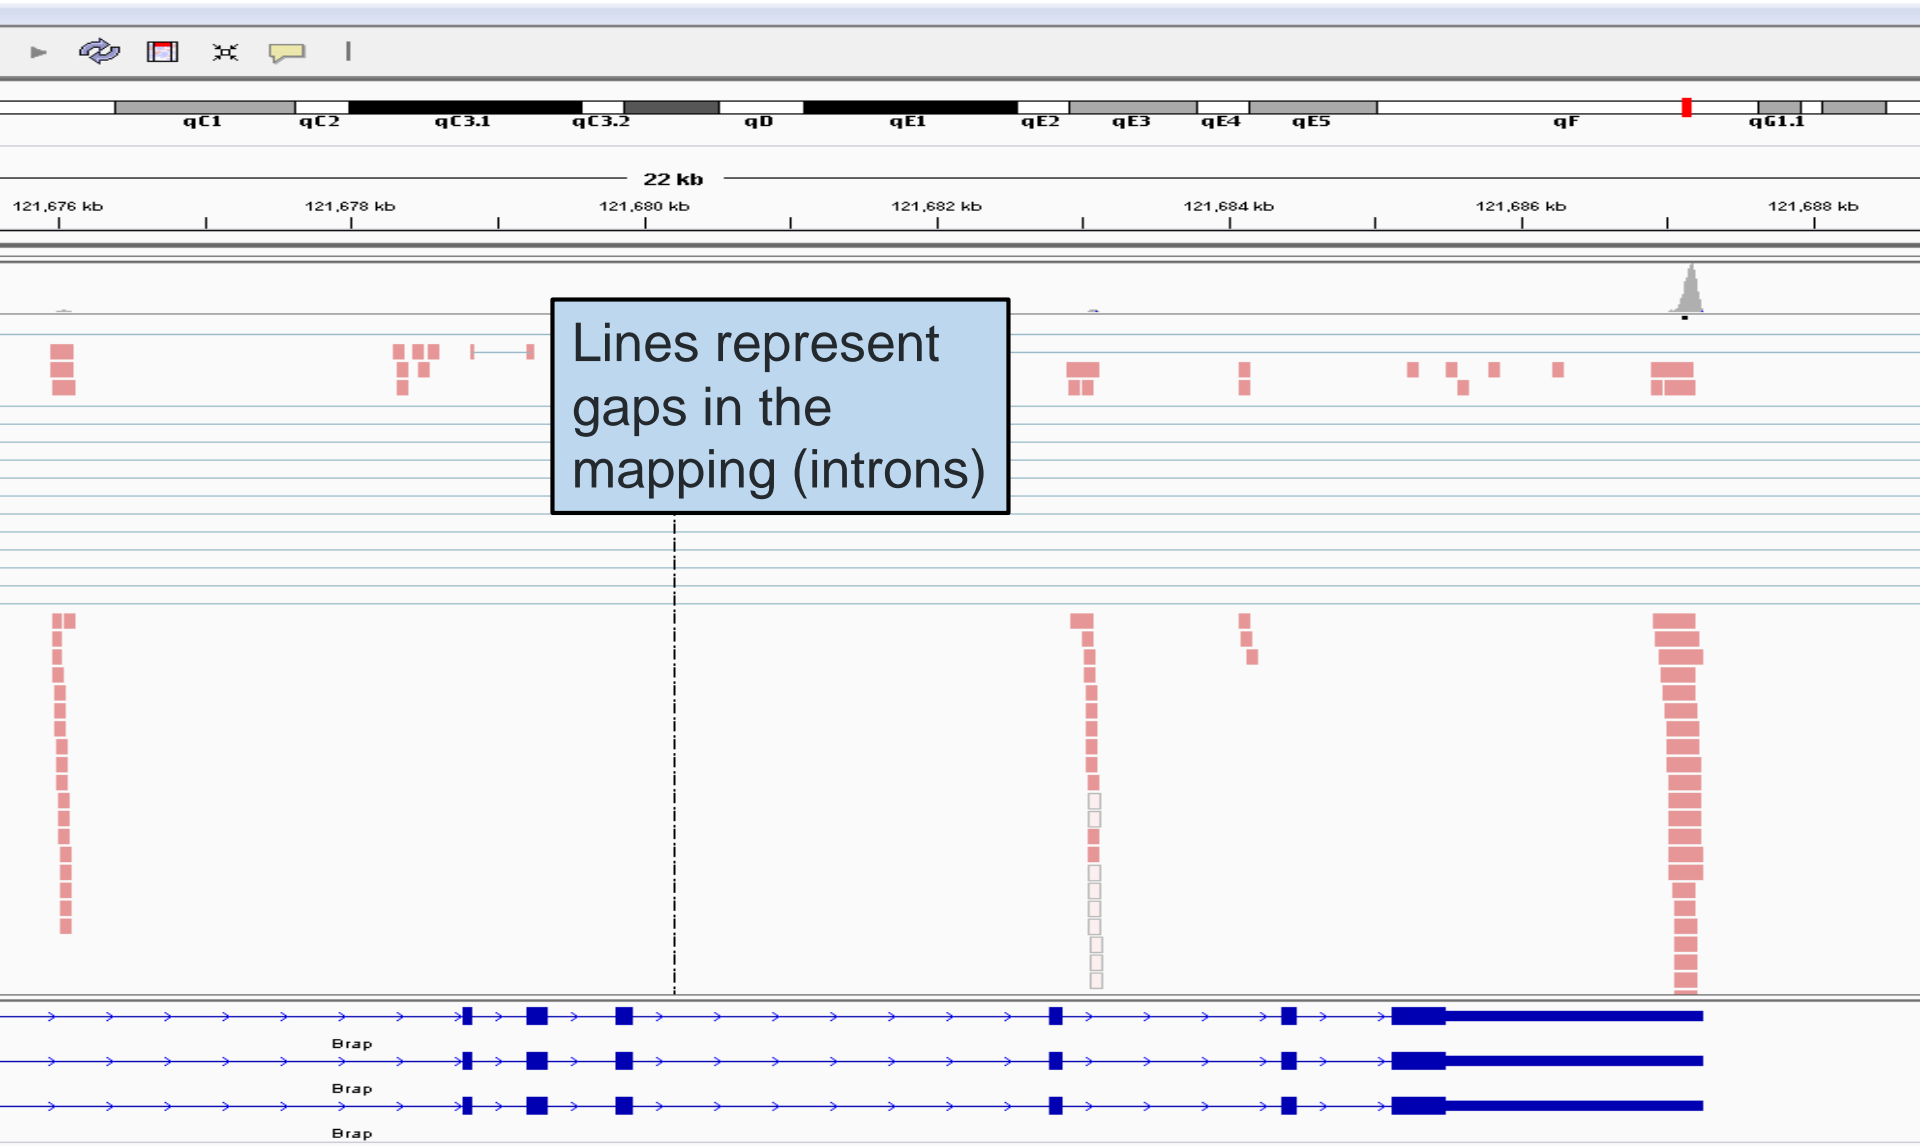 qC1 qC2 qC3.1 qC3.2 qD qE1 qE2 qE3 qE4 qE5 qF qG1.1
22 kb
121,676 kb 121,678 kb 121,680 kb 121,682 kb 121,684 kb 121,686 kb 121,688 kb
Lines represent
gaps in the
mapping (introns)
Brap
Brap
Brap